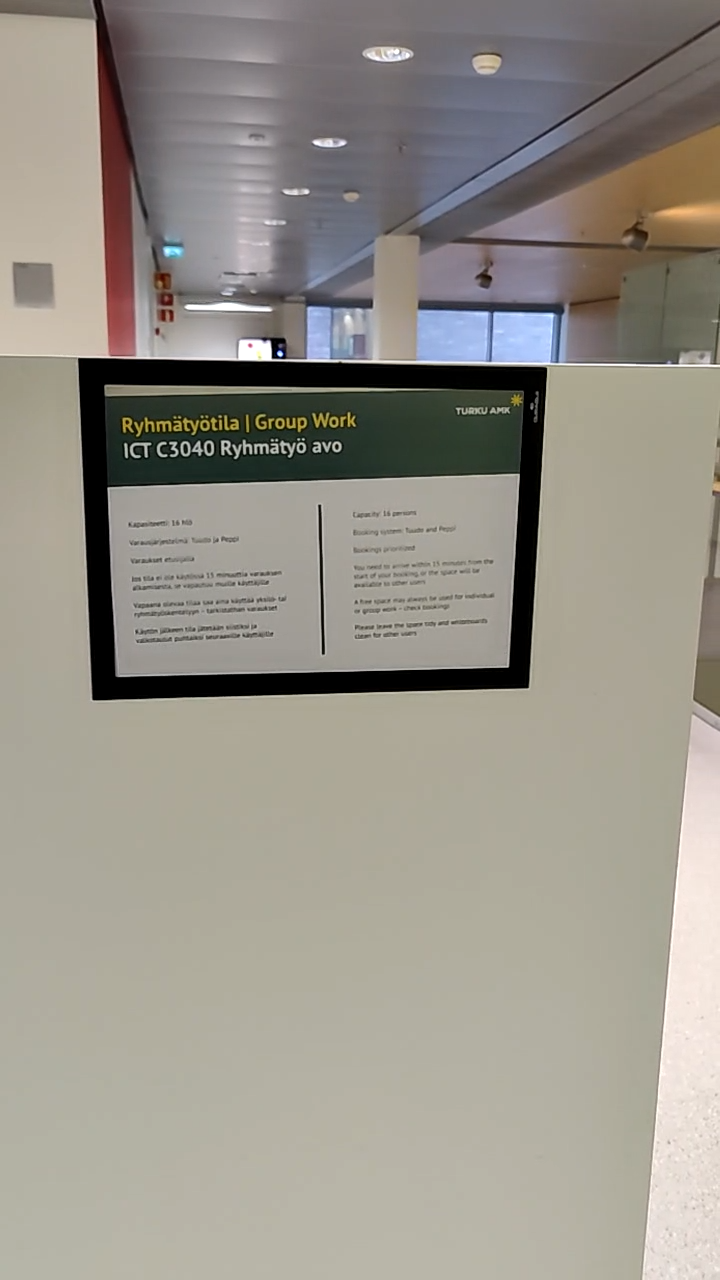 Ryhmätyötila | Group Work
ICT C3040 Ryhmätyö avo
TURKU AMK
Kapasiteetti: 16 hlö
Varausjärjestelmä: Tuudo ja Peppi
Varaukset etusijalla
Jos tila ei ole käytössä 15 minuuttia varauksen
alkamisesta, se vapautuu muille käyttäjille
Vapaana olevaa tilaa saa aina käyttää yksilö- tai
ryhmätyöskentelyyn – tarkistathan varaukset
Käytön jälkeen tila jätetään siistiksi ja
valkotaulut puhtaiksi seuraaville käyttäjille
Capacity: 16 persons
Booking system: Tuudo and Peppi
Bookings prioritized
You need to arrive within 15 minutes from the
start of your booking, or the space will be
available to other users
A free space may always be used for individual
or group work – check bookings!
Please leave the space tidy and whiteboards
clean for other users